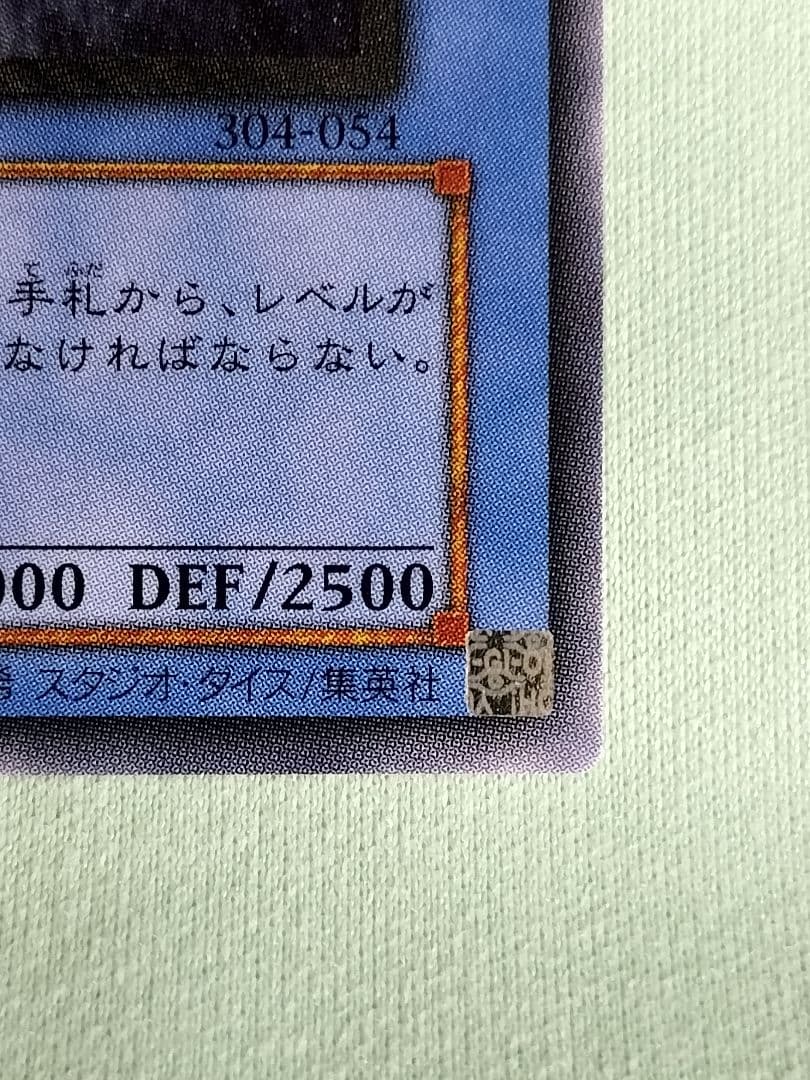 304-054
手札から、レベルが
なければならない。
00 DEF/2500
スタジオ・ダイス/集英社